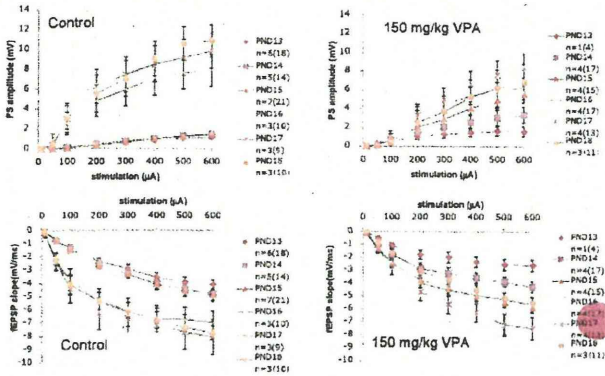 Control
PS amplitude (mV)
14
12
10
8
6
4
2
0
0 100 200 300 400 500 600
stimulation (µA)
PND13
n=6(18)
PND14
n=5(14)
PND15
n=7(21)
PND16
n=3(10)
PND17
n=3(9)
PND18
n=3(10)
150 mg/kg VPA
PS amplitude (mV)
14
12
10
8
6
4
2
0
0 100 200 300 400 500 600
stimulation (µA)
PND13
n=1(4)
PND14
n=4(17)
PND15
n=4(15)
PND16
n=4(17)
PND17
n=4(13)
PND18
n=3(11)
stimulation (µA)
0 100 200 300 400 500 600
fEPSP slope(mV/ms)
0
-1
-2
-3
-4
-5
-6
-7
-8
-9
-10
Control
PND13
n=6(18)
PND14
n=5(14)
PND15
n=7(21)
PND16
n=3(10)
PND17
n=3(9)
PND18
n=3(10)
stimulation (µA)
0 100 200 300 400 500 600
fEPSP slope(mV/ms)
0
-1
-2
-3
-4
-5
-6
-7
-8
-9
-10
150 mg/kg VPA
PND13
n=1(4)
PND14
n=4(17)
PND15
n=4(15)
PND16
n=4(17)
PND17
PND18
n=3(11)